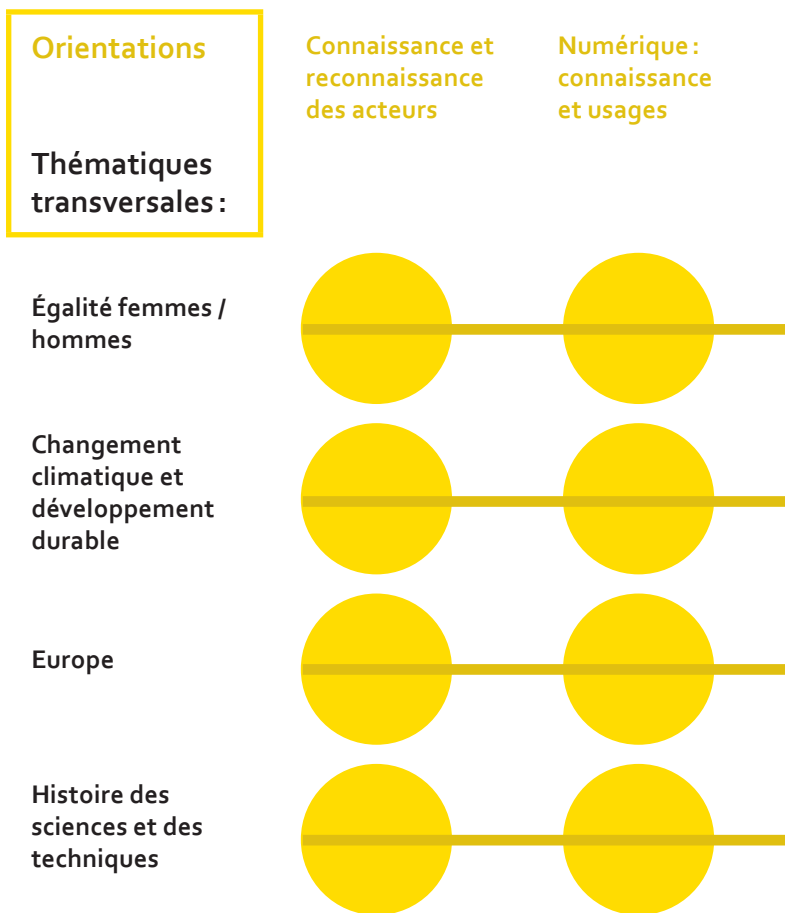 Orientations
Connaissance et
reconnaissance
des acteurs
Numérique :
connaissance
et usages
Thématiques
transversales :
Égalité femmes /
hommes
Changement
climatique et
développement
durable
Europe
Histoire des
sciences et des
techniques